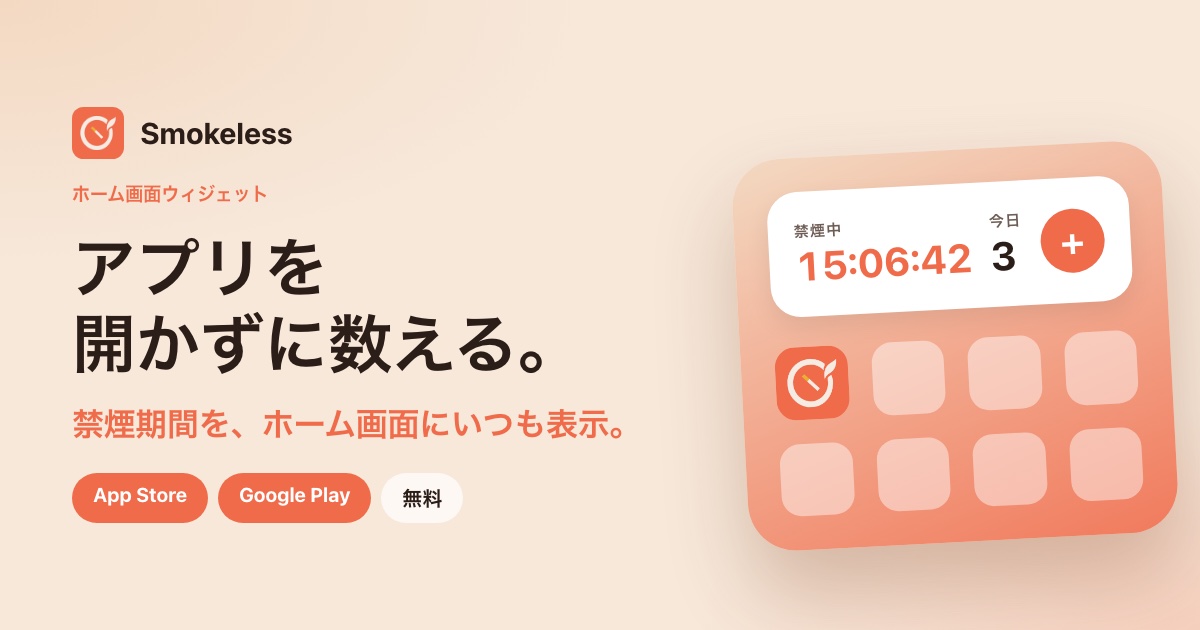 Smokeless
ホーム画面ウィジェット
アプリを
開かずに数える。
禁煙期間を、ホーム画面にいつも表示。
App Store
Google Play
無料
禁煙中
15:06:42
今日
3
+